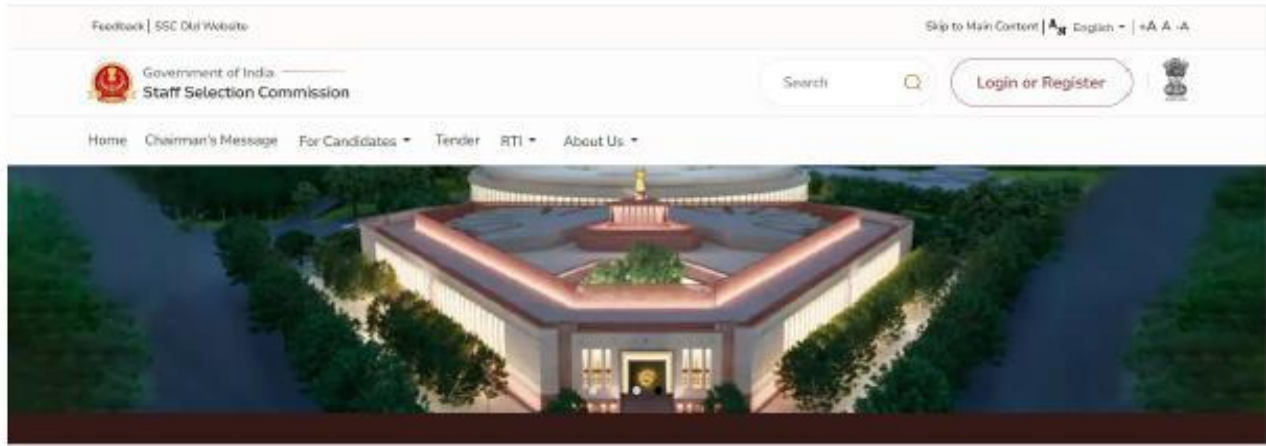 Feedback | SSC Old Website
Skip to Main Content | English | +A A -A
Government of India
Staff Selection Commission
Search
Login or Register
Home Chairman's Message For Candidates Tender RTI About Us